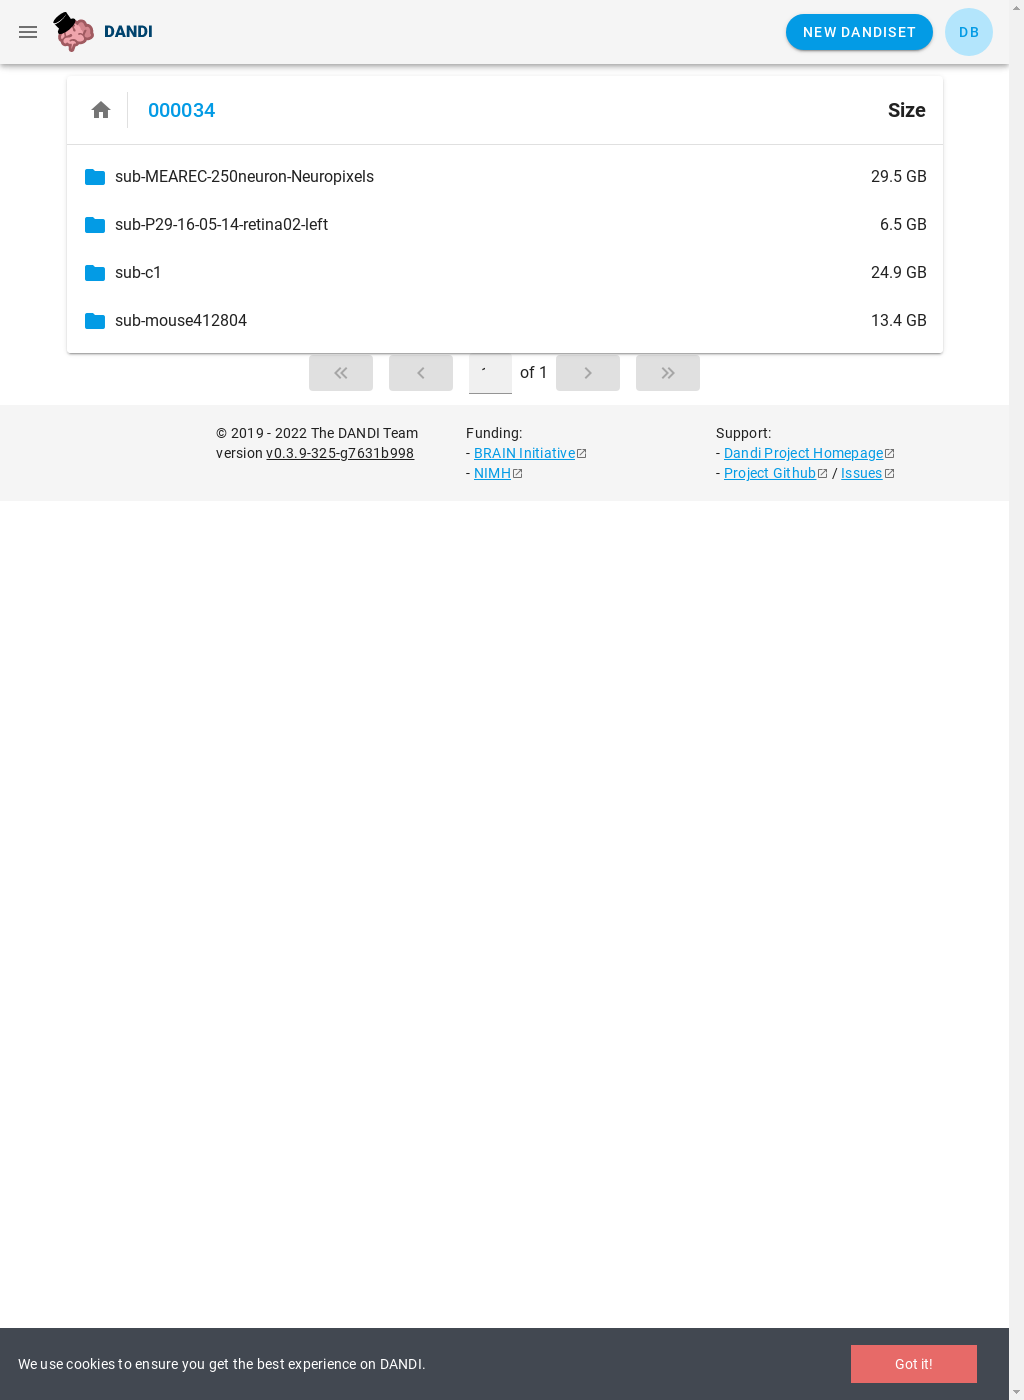 DANDI
NEW DANDISET
DB
000034
Size
sub-MEAREC-250neuron-Neuropixels
29.5 GB
sub-P29-16-05-14-retina02-left
6.5 GB
sub-c1
24.9 GB
sub-mouse412804
13.4 GB
of 1
© 2019 - 2022 The DANDI Team
version v0.3.9-325-g7631b998
Funding:
- BRAIN Initiative
- NIMH
Support:
- Dandi Project Homepage
- Project Github / Issues
We use cookies to ensure you get the best experience on DANDI.
Got it!